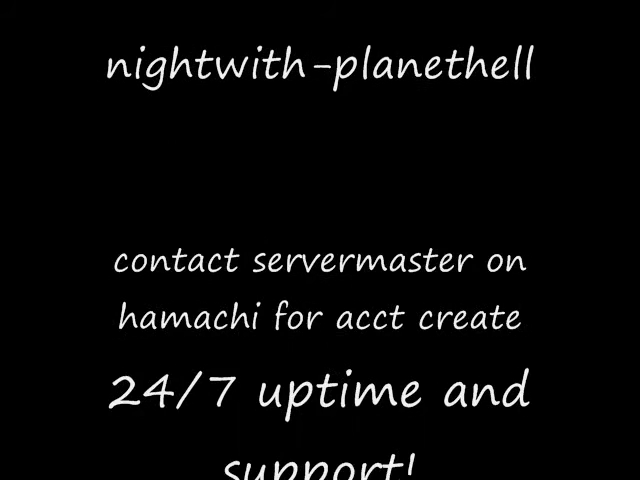 nightwith-planethell
contact servermaster on
hamachi for acct create
24/7 uptime and
support!